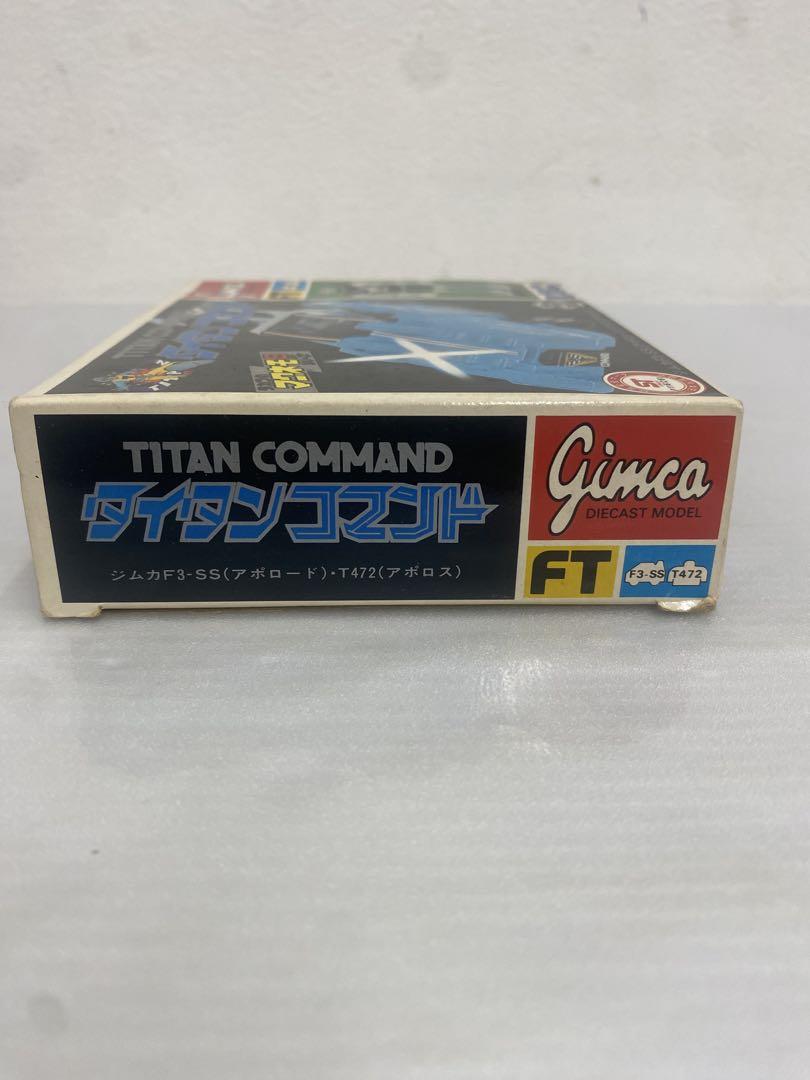 TITAN COMMAND
タイタンコマンド
ジムカF3-SS(アポロード)・T472(アポロス)
Gimca
DIECAST MODEL
FT
F3-SS
T472